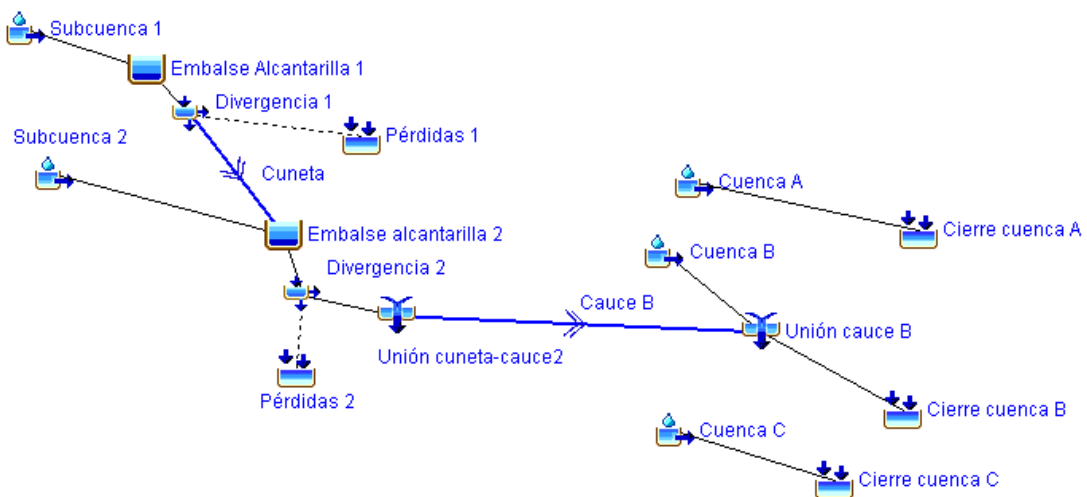 Subcuenca 1
Embalse Alcantarilla 1
Divergencia 1
Subcuenca 2
Pérdidas 1
Cuneta
Cuenca A
Embalse alcantarilla 2
Cierre cuenca A
Cuenca B
Divergencia 2
Cauce B
Unión cauce B
Unión cuneta-cauce2
Pérdidas 2
Cierre cuenca B
Cuenca C
Cierre cuenca C